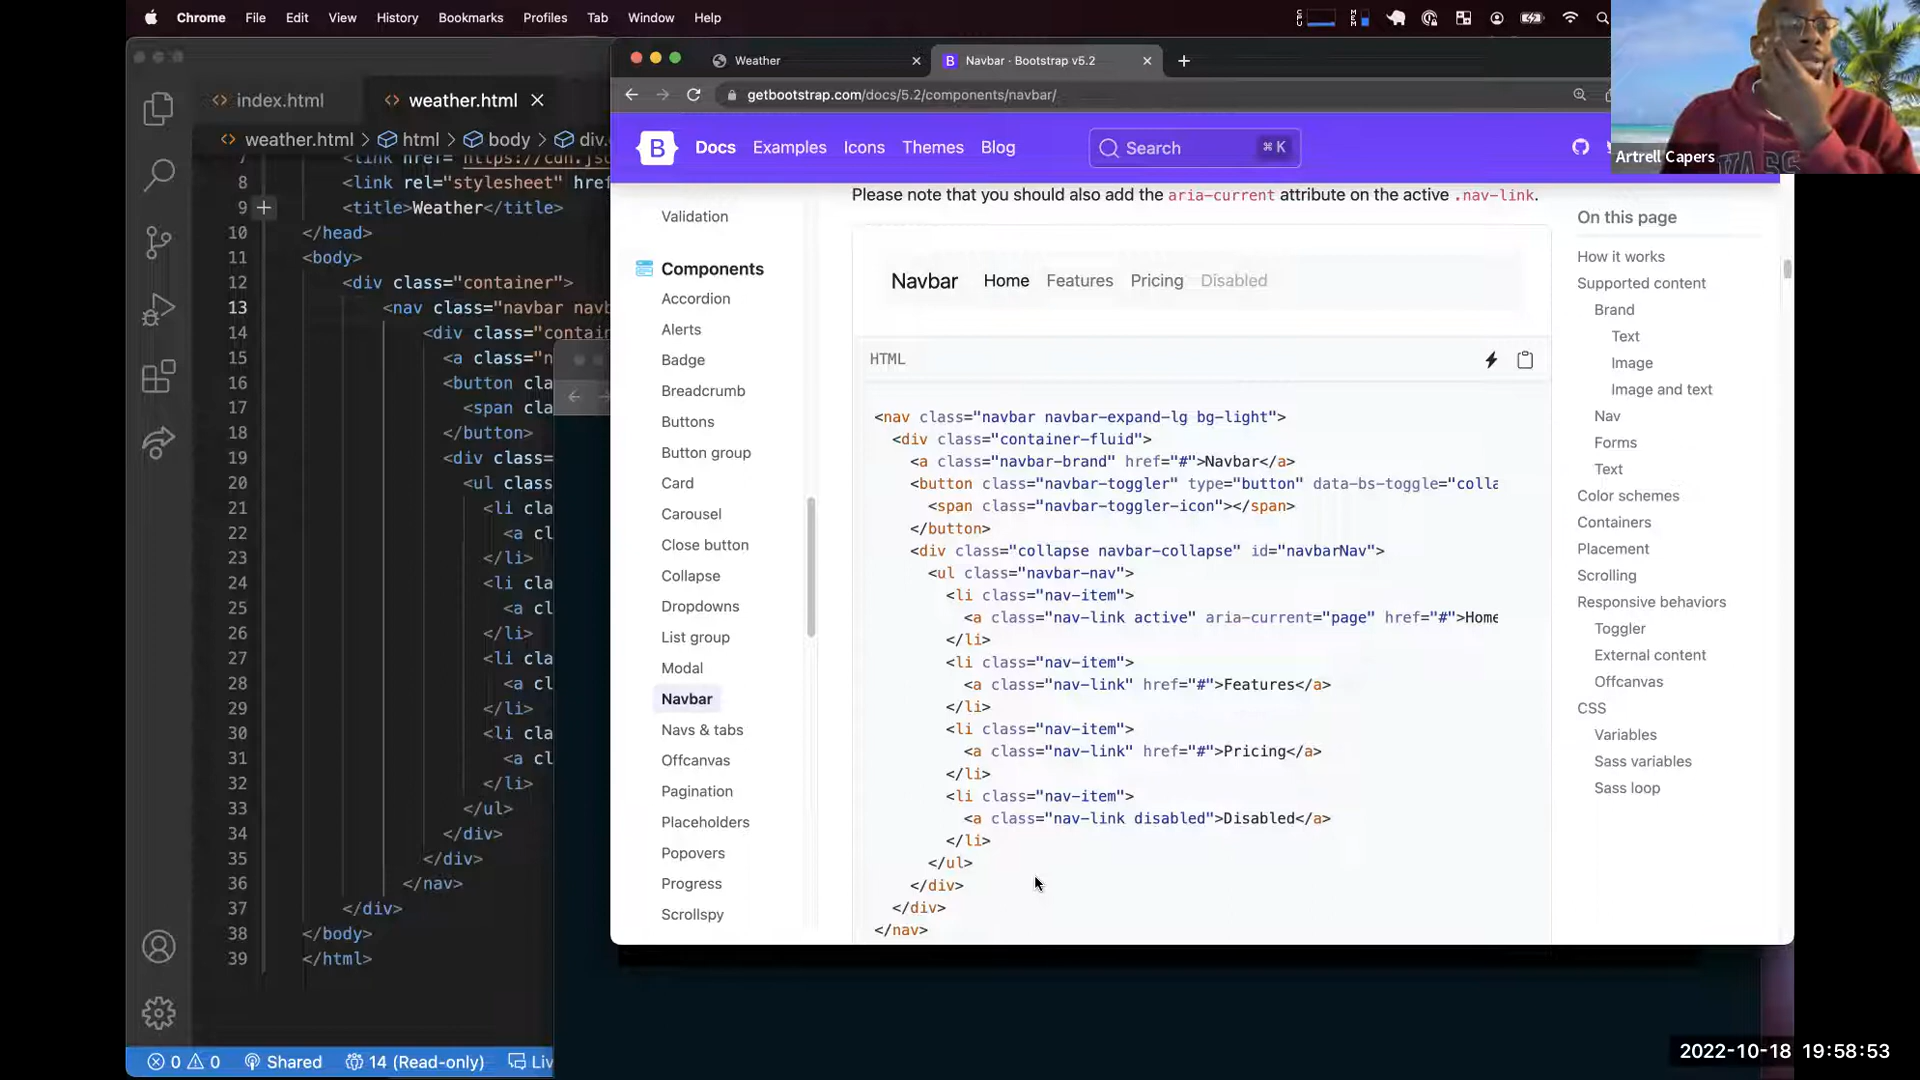 Chrome File Edit View History Bookmarks Profiles Tab Window Help
index.html
weather.html
weather.html > html > body >
8 <link rel="stylesheet"
9 <title>Weather</title>
10 </head>
11 <body>
12 <div class="container">
13 <nav class="navbar
14 <div class=
15 <a class=
16 <button
17 <span
18 </button>
19 <div class=
20 <ul class
21 <li
22 <a
23 </li>
24 <li
25 <a
26 </li>
27 <li
28 <a
29 </li>
30 <li
31 <a
32 </li>
33 </ul>
34 </div>
35 </div>
36 </nav>
37 </div>
38 </body>
39 </html>
0 0 Shared 14 (Read-only)
Weather
Navbar · Bootstrap v5.2
getbootstrap.com/docs/5.2/components/navbar/
B Docs Examples Icons Themes Blog Search ⌘ K
Validation
Components
Accordion
Alerts
Badge
Breadcrumb
Buttons
Button group
Card
Carousel
Close button
Collapse
Dropdowns
List group
Modal
Navbar
Navs & tabs
Offcanvas
Pagination
Placeholders
Popovers
Progress
Scrollspy
Please note that you should also add the aria-current attribute on the active .nav-link.
Navbar Home Features Pricing Disabled
HTML
<nav class="navbar navbar-expand-lg bg-light">
<div class="container-fluid">
<a class="navbar-brand" href="#">Navbar</a>
<button class="navbar-toggler" type="button" data-bs-toggle="colla
<span class="navbar-toggler-icon"></span>
</button>
<div class="collapse navbar-collapse" id="navbarNav">
<ul class="navbar-nav">
<li class="nav-item">
<a class="nav-link active" aria-current="page" href="#">Home
</li>
<li class="nav-item">
<a class="nav-link" href="#">Features</a>
</li>
<li class="nav-item">
<a class="nav-link" href="#">Pricing</a>
</li>
<li class="nav-item">
<a class="nav-link disabled">Disabled</a>
</li>
</ul>
</div>
</div>
</nav>
On this page
How it works
Supported content
Brand
Text
Image
Image and text
Nav
Forms
Text
Color schemes
Containers
Placement
Scrolling
Responsive behaviors
Toggler
External content
Offcanvas
CSS
Variables
Sass variables
Sass loop
Artrell Capers
2022-10-18 19:58:53